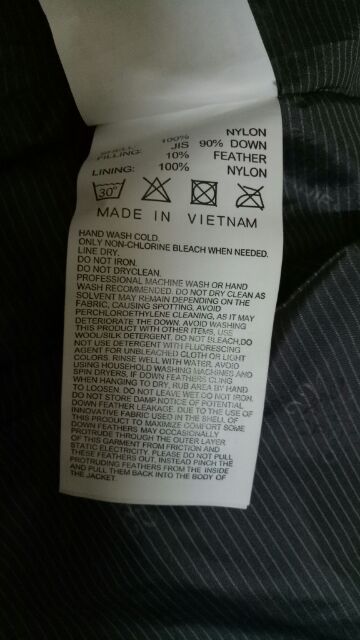 SHELL: 100% NYLON
FILLING: JIS 90% DOWN
10% FEATHER
LINING: 100% NYLON
30°
MADE IN VIETNAM
HAND WASH COLD.
ONLY NON-CHLORINE BLEACH WHEN NEEDED.
LINE DRY.
DO NOT IRON.
DO NOT DRYCLEAN.
PROFESSIONAL MACHINE WASH OR HAND
WASH RECOMMENDED. DO NOT DRY CLEAN AS
SOLVENT MAY REMAIN DEPENDING ON THE
FABRIC, CAUSING SPOTTING, AVOID
PERCHLOROETHYLENE CLEANING, AS IT MAY
DETERIORATE THE DOWN. AVOID WASHING
THIS PRODUCT WITH OTHER ITEMS, USE
WOOL/SILK DETERGENT. DO NOT BLEACH,DO
NOT USE DETERGENT WITH FLUORESCING
AGENT FOR UNBLEACHED CLOTH OR LIGHT
COLORS, RINSE WELL WITH WATER, AVOID
USING HOUSEHOLD WASHING MACHINES AND
SPIN DRYERS, IF DOWN FEATHERS CLING
WHEN HANGING TO DRY, RUB AREA BY HAND
TO LOOSEN, DO NOT LEAVE WET DO NOT IRON.
DO NOT STORE DAMP NOTICE OF POTENTIAL
DOWN FEATHER LEAKAGE. DUE TO THE USE OF
INNOVATIVE FABRIC USED IN THE SHELL OF
THIS PRODUCT TO MAXIMIZE COMFORT SOME
DOWN FEATHERS MAY OCCASIONALLY
PROTRUDE THROUGH THE OUTER LAYER
OF THIS GARMENT FROM FRICTION AND
STATIC ELECTRICITY. PLEASE DO NOT PULL
THESE FEATHERS OUT, INSTEAD PINCH THE
PROTRUDING FEATHERS FROM THE INSIDE
AND PULL THEM BACK INTO THE BODY OF
THE JACKET.